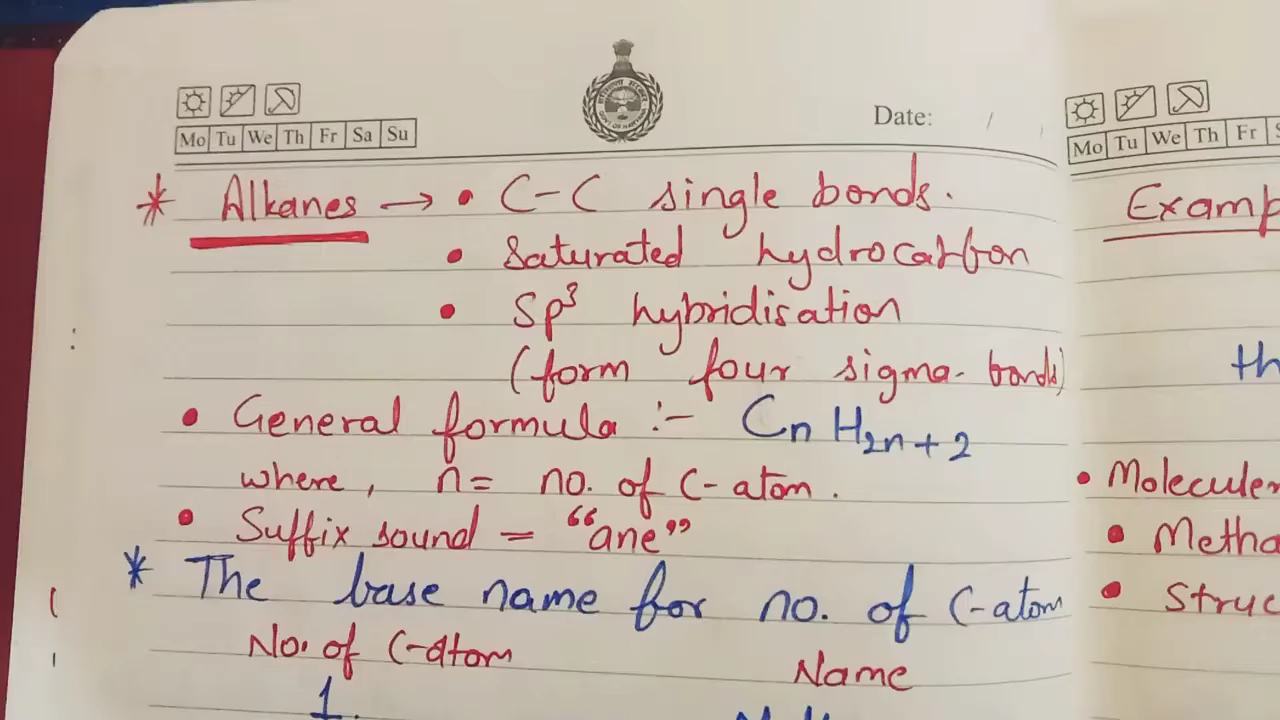 Mo Tu We Th Fr Sa Su
Date:
* Alkanes → • C-C single bonds.
• Saturated hydrocarbon
• Sp³ hybridisation
(form four sigma bonds)
• General formula :- CnH2n+2
where, n = no. of C-atom.
• Suffix sound = "ane"
* The base name for no. of C-atom
No. of C-atom Name
1.
Mo Tu We Th Fr
Examp
th
• Molecule
• Metha
• Struc